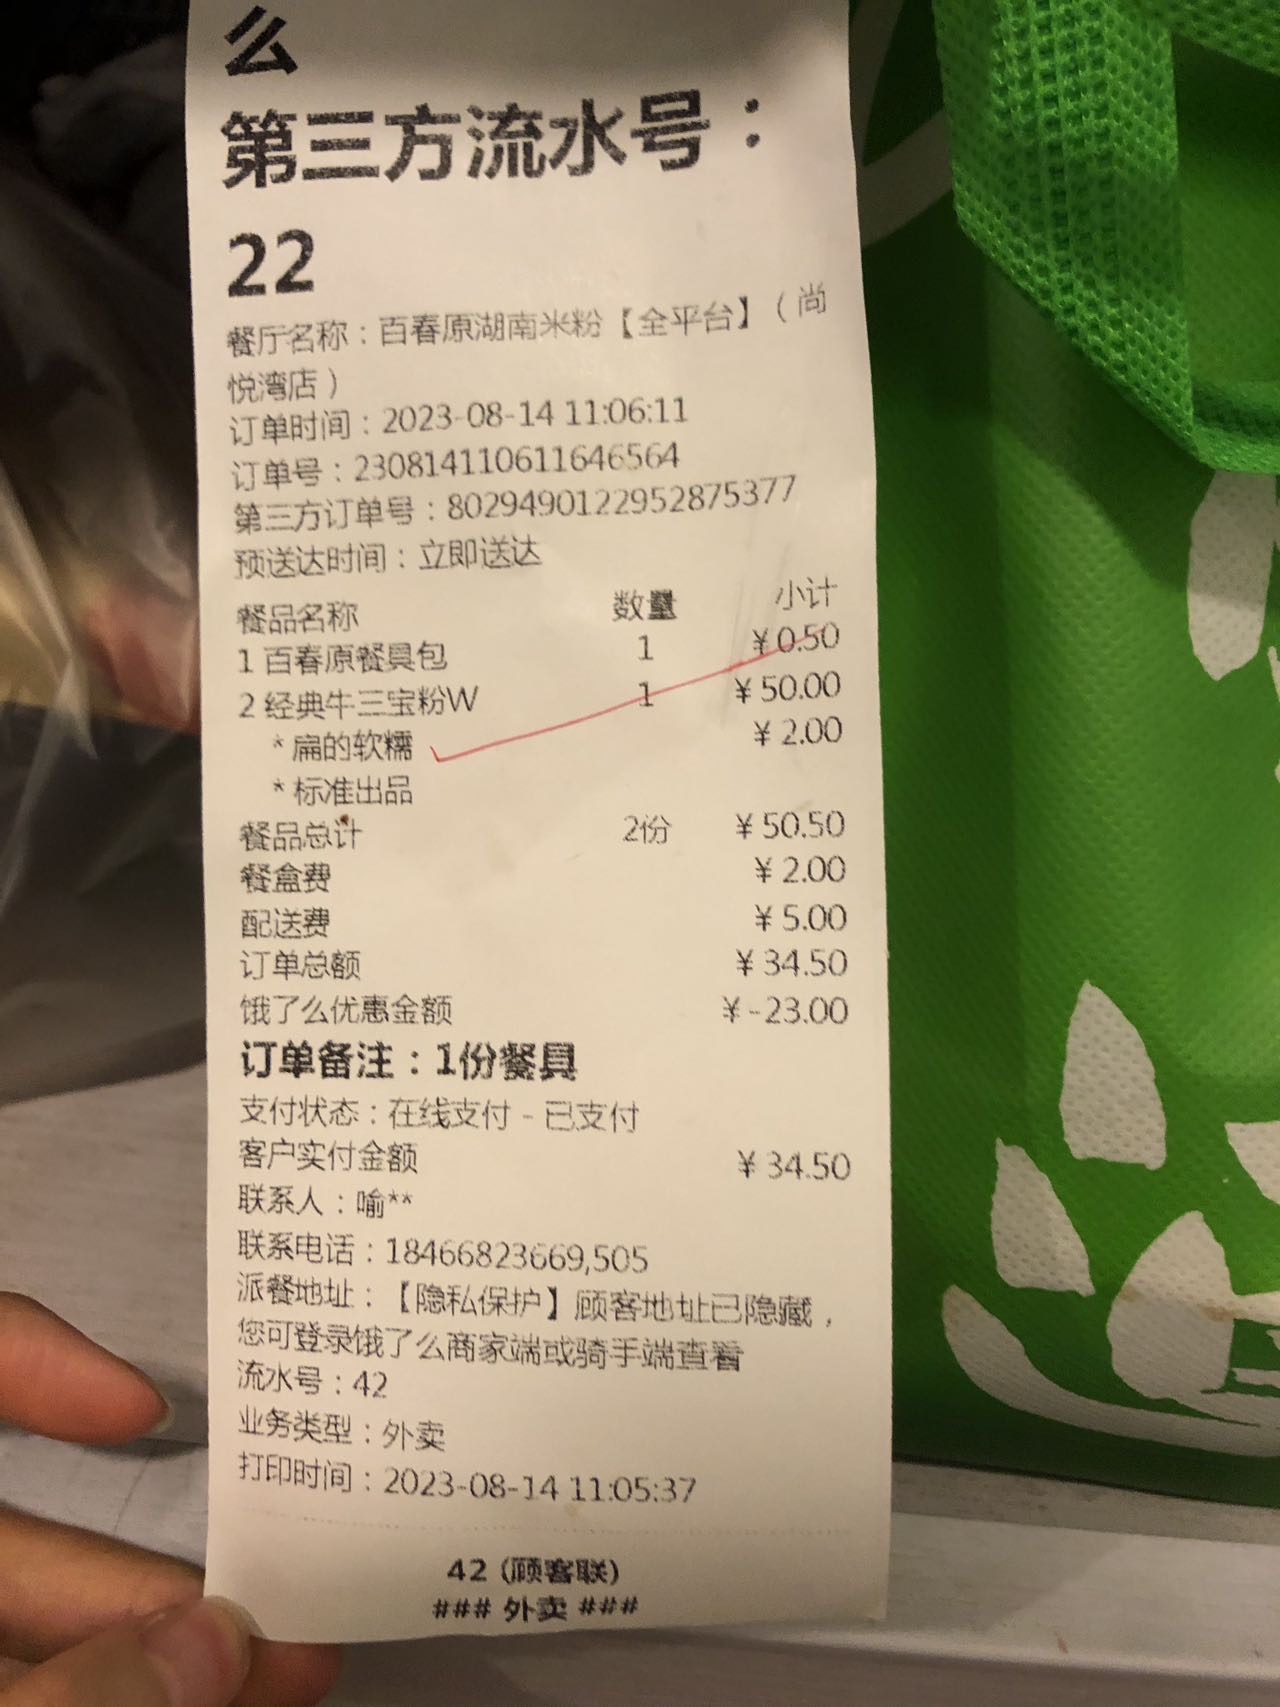 么
第三方流水号：
22
餐厅名称：百春原湖南米粉【全平台】（尚
悦湾店）
订单时间：2023-08-14 11:06:11
订单号：230814110611646564
第三方订单号：8029490122952875377
预送达时间：立即送达
餐品名称 数量 小计
1 百春原餐具包 1 ￥0.50
2 经典牛三宝粉W 1 ￥50.00
* 扁的软糯 ￥2.00
* 标准出品
餐品总计 2份 ￥50.50
餐盒费 ￥2.00
配送费 ￥5.00
订单总额 ￥34.50
饿了么优惠金额 ￥-23.00
订单备注：1份餐具
支付状态：在线支付 - 已支付
客户实付金额 ￥34.50
联系人：喻**
联系电话：18466823669,505
派餐地址：【隐私保护】顾客地址已隐藏，
您可登录饿了么商家端或骑手端查看
流水号：42
业务类型：外卖
打印时间：2023-08-14 11:05:37
42 (顾客联)
### 外卖 ###